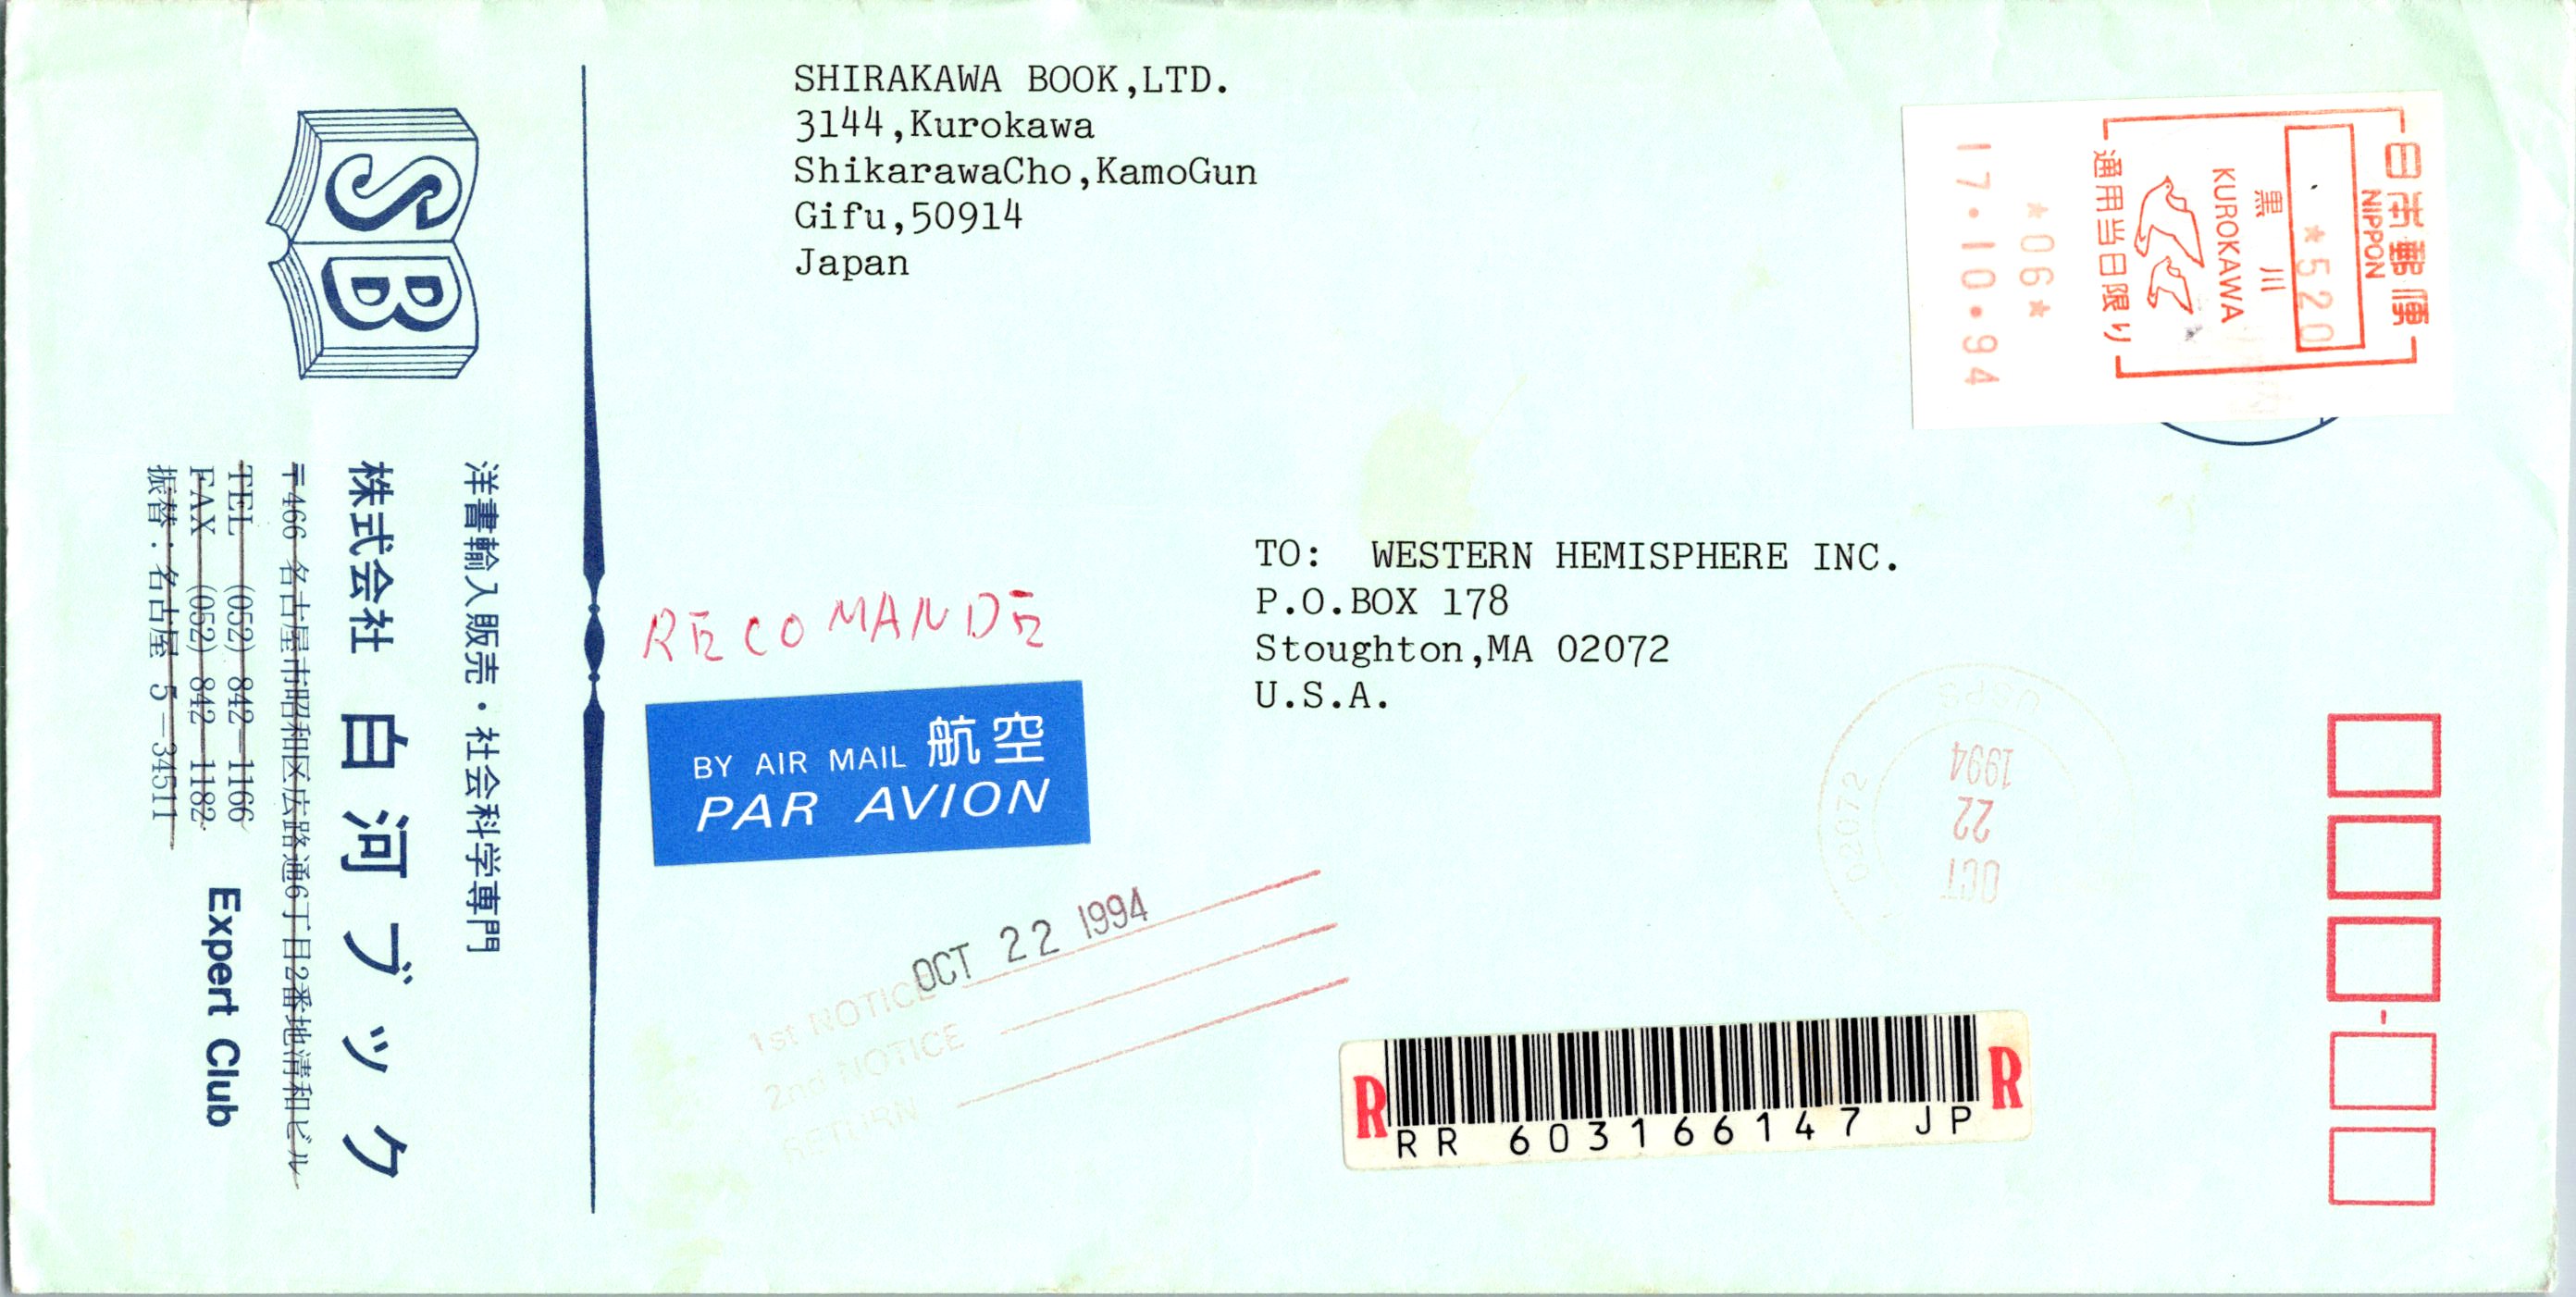 SHIRAKAWA BOOK,LTD.
3144,Kurokawa
ShikarawaCho,KamoGun
Gifu,50914
Japan
日本郵便
NIPPON
*520
黒川
KUROKAWA
通用当日限り
*06*
17・10・94
SB
洋書輸入販売・社会科学専門
株式会社 白河ブック
〒466 名古屋市昭和区広路通6丁目2番地清和ビル
TEL (052) 842-1166
FAX (052) 842-1182
振替・名古屋 5-34511
Expert Club
TO: WESTERN HEMISPHERE INC.
P.O.BOX 178
Stoughton,MA 02072
U.S.A.
RECOMANDE
BY AIR MAIL 航空
PAR AVION
USPS
02072
OCT
22
1994
1st NOTICE OCT 22 1994
2nd NOTICE
RETURN
R R
RR 603166147 JP